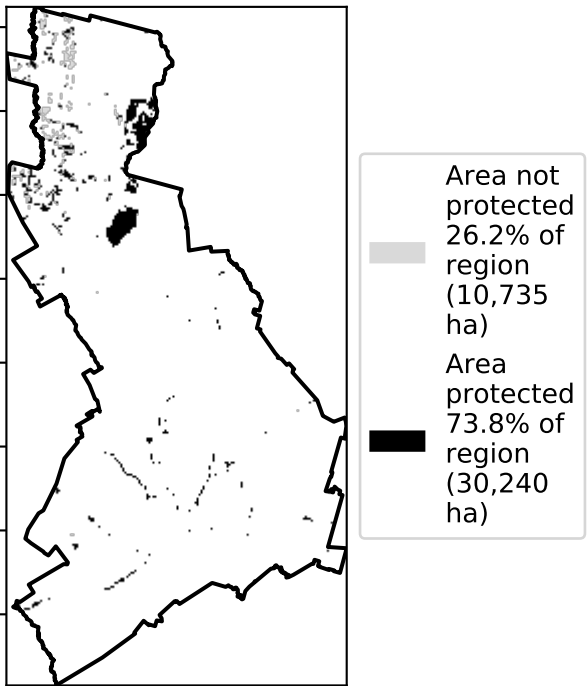 Area not
protected
26.2% of
region
(10,735
ha)
Area
protected
73.8% of
region
(30,240
ha)